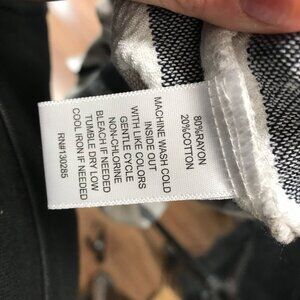 80%RAYON
20%COTTON
MACHINE WASH COLD
INSIDE OUT
WITH LIKE COLORS
GENTLE CYCLE
NON-CHLORINE
BLEACH IF NEEDED
TUMBLE DRY LOW
COOL IRON IF NEEDED
RN#130285